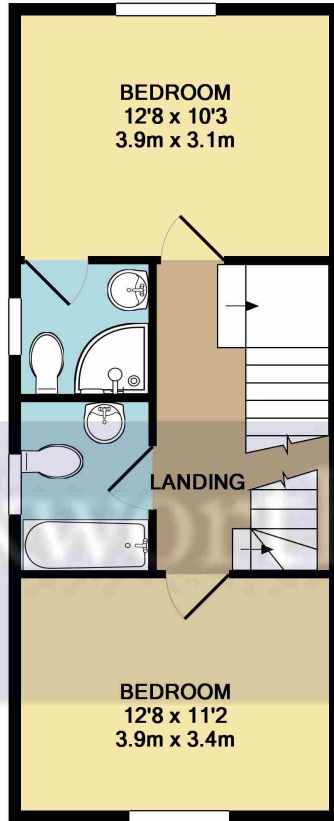 BEDROOM
12'8 x 10'3
3.9m x 3.1m
LANDING
BEDROOM
12'8 x 11'2
3.9m x 3.4m